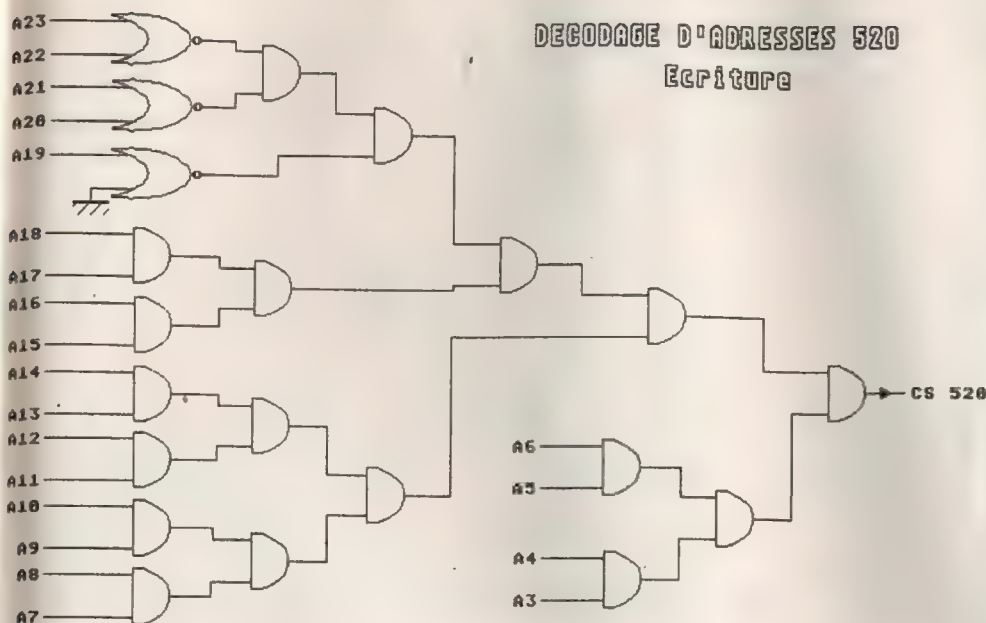 DECODAGE D'ADRESSES 520
Ecriture
A23
A22
A21
A20
A19
A18
A17
A16
A15
A14
A13
A12
A11
A10
A9
A8
A7
A6
A5
A4
A3
CS 520